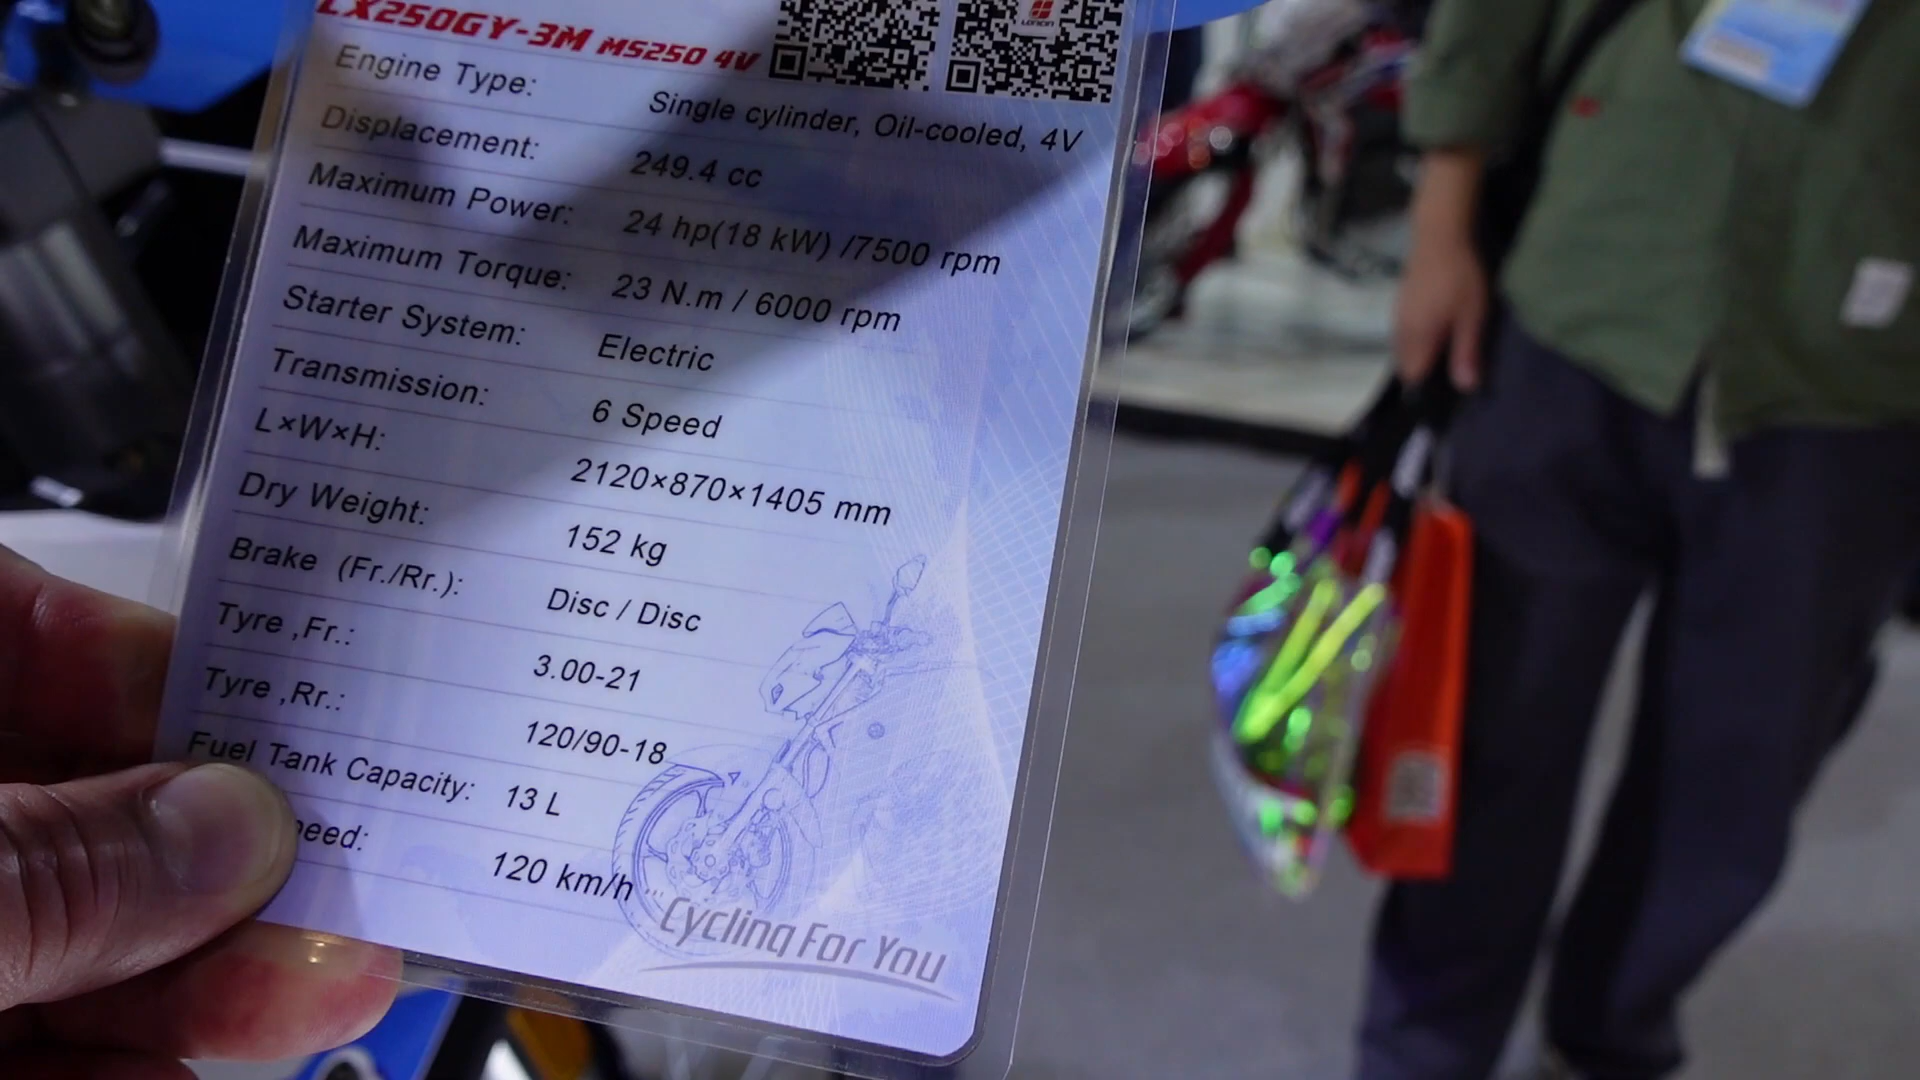 LX250GY-3M MS250 4V
LONCIN
Engine Type: Single cylinder, Oil-cooled, 4V
Displacement: 249.4 cc
Maximum Power: 24 hp(18 kW) /7500 rpm
Maximum Torque: 23 N.m / 6000 rpm
Starter System: Electric
Transmission: 6 Speed
L×W×H: 2120×870×1405 mm
Dry Weight: 152 kg
Brake (Fr./Rr.): Disc / Disc
Tyre ,Fr.: 3.00-21
Tyre ,Rr.: 120/90-18
Fuel Tank Capacity: 13 L
peed: 120 km/h
Cycling For You